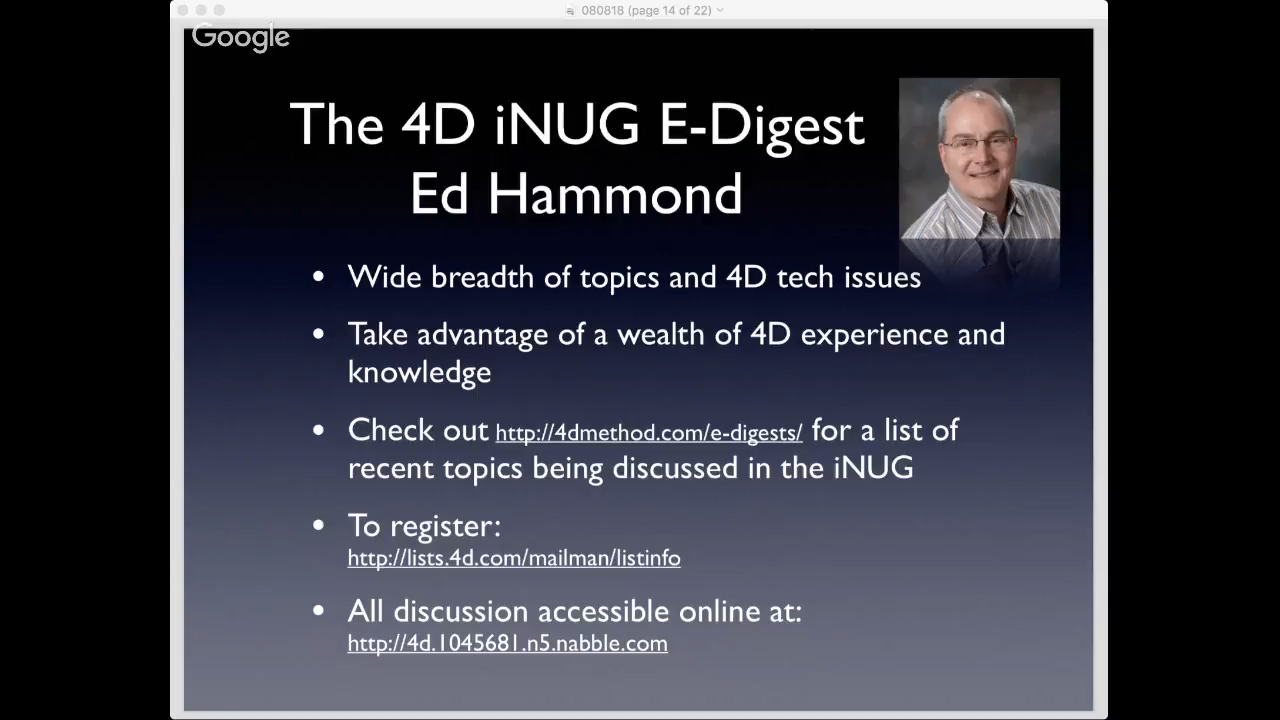 080818 (page 14 of 22)
Google
The 4D iNUG E-Digest
Ed Hammond
• Wide breadth of topics and 4D tech issues
• Take advantage of a wealth of 4D experience and
knowledge
• Check out http://4dmethod.com/e-digests/ for a list of
recent topics being discussed in the iNUG
• To register:
http://lists.4d.com/mailman/listinfo
• All discussion accessible online at:
http://4d.1045681.n5.nabble.com